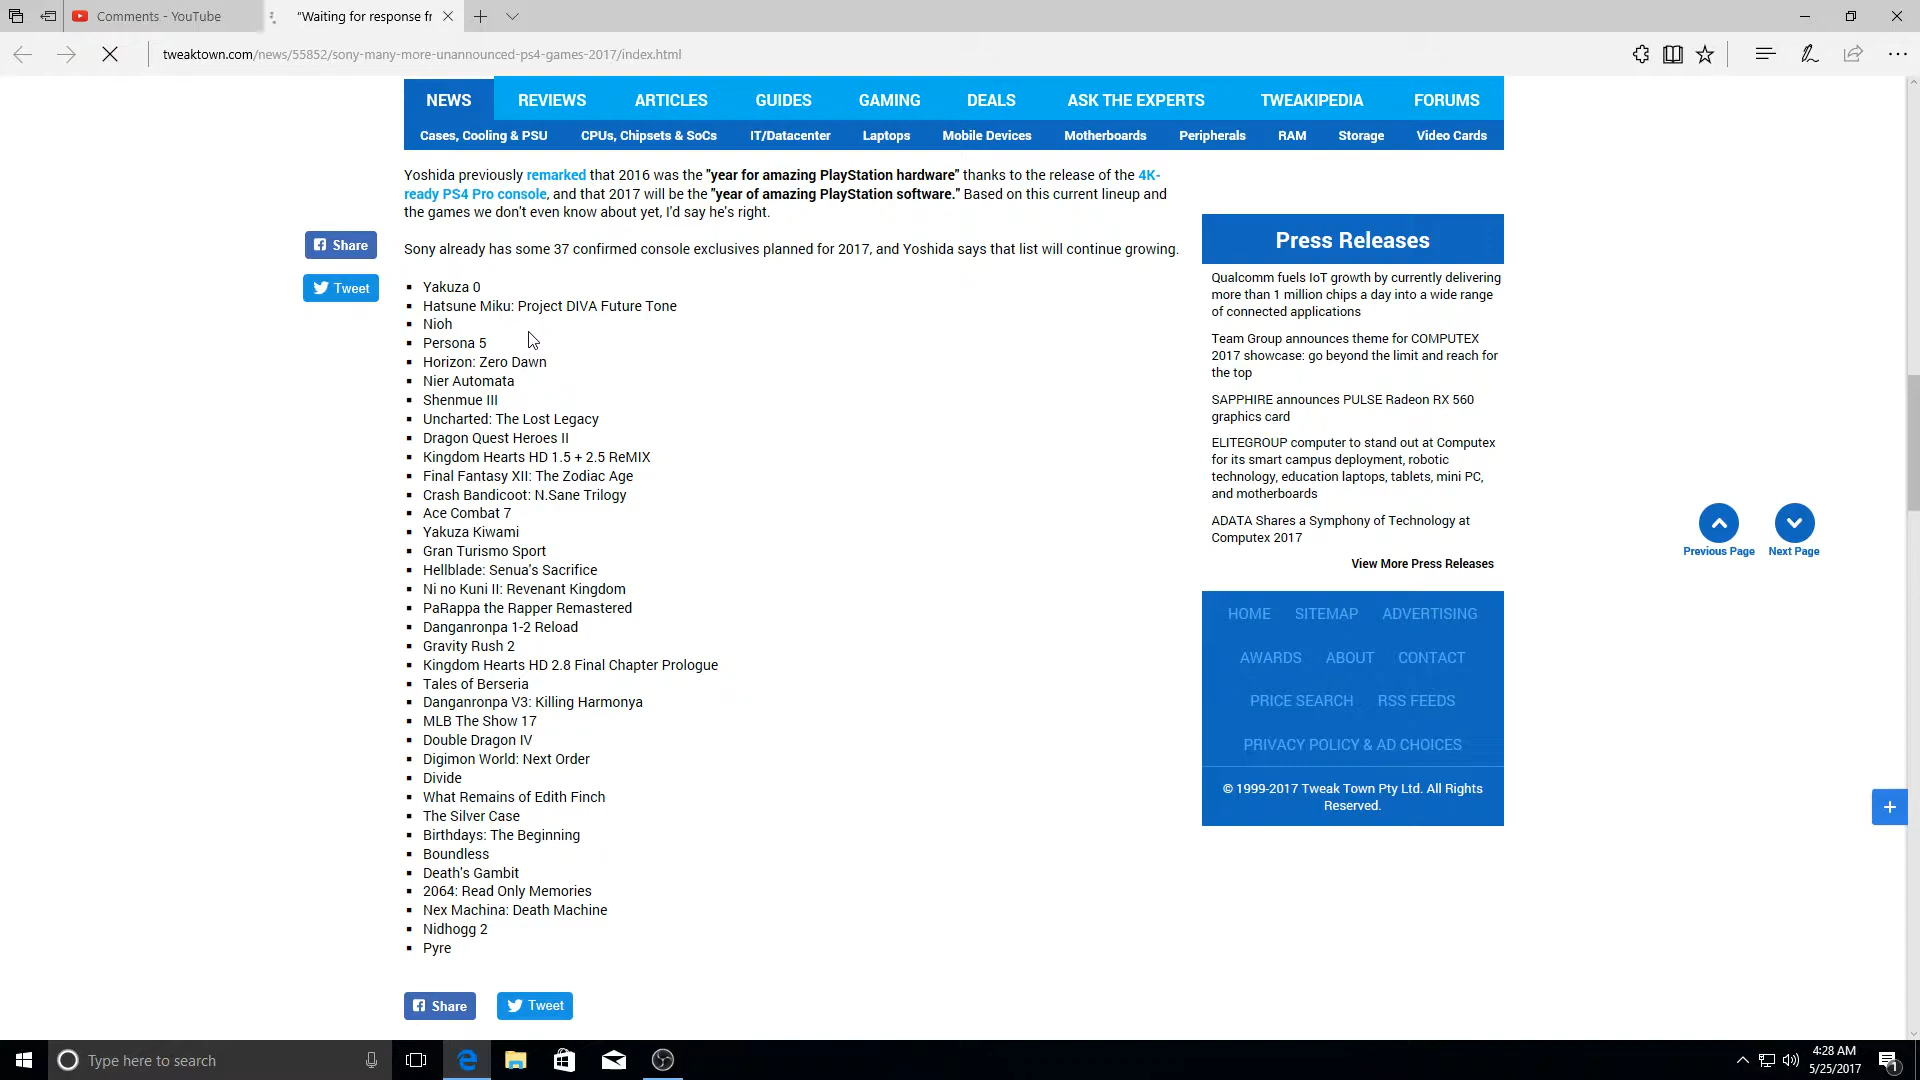 Comments - YouTube
"Waiting for response fr
tweaktown.com/news/55852/sony-many-more-unannounced-ps4-games-2017/index.html
NEWS REVIEWS ARTICLES GUIDES GAMING DEALS ASK THE EXPERTS TWEAKIPEDIA FORUMS
Cases, Cooling & PSU CPUs, Chipsets & SoCs IT/Datacenter Laptops Mobile Devices Motherboards Peripherals RAM Storage Video Cards
Yoshida previously remarked that 2016 was the "year for amazing PlayStation hardware" thanks to the release of the 4K-
ready PS4 Pro console, and that 2017 will be the "year of amazing PlayStation software." Based on this current lineup and
the games we don't even know about yet, I'd say he's right.
Share
Tweet
Sony already has some 37 confirmed console exclusives planned for 2017, and Yoshida says that list will continue growing.
Yakuza 0
Hatsune Miku: Project DIVA Future Tone
Nioh
Persona 5
Horizon: Zero Dawn
Nier Automata
Shenmue III
Uncharted: The Lost Legacy
Dragon Quest Heroes II
Kingdom Hearts HD 1.5 + 2.5 ReMIX
Final Fantasy XII: The Zodiac Age
Crash Bandicoot: N.Sane Trilogy
Ace Combat 7
Yakuza Kiwami
Gran Turismo Sport
Hellblade: Senua's Sacrifice
Ni no Kuni II: Revenant Kingdom
PaRappa the Rapper Remastered
Danganronpa 1-2 Reload
Gravity Rush 2
Kingdom Hearts HD 2.8 Final Chapter Prologue
Tales of Berseria
Danganronpa V3: Killing Harmonya
MLB The Show 17
Double Dragon IV
Digimon World: Next Order
Divide
What Remains of Edith Finch
The Silver Case
Birthdays: The Beginning
Boundless
Death's Gambit
2064: Read Only Memories
Nex Machina: Death Machine
Nidhogg 2
Pyre
Share Tweet
Press Releases
Qualcomm fuels IoT growth by currently delivering
more than 1 million chips a day into a wide range
of connected applications
Team Group announces theme for COMPUTEX
2017 showcase: go beyond the limit and reach for
the top
SAPPHIRE announces PULSE Radeon RX 560
graphics card
ELITEGROUP computer to stand out at Computex
for its smart campus deployment, robotic
technology, education laptops, tablets, mini PC,
and motherboards
ADATA Shares a Symphony of Technology at
Computex 2017
View More Press Releases
HOME SITEMAP ADVERTISING
AWARDS ABOUT CONTACT
PRICE SEARCH RSS FEEDS
PRIVACY POLICY & AD CHOICES
© 1999-2017 Tweak Town Pty Ltd. All Rights
Reserved.
Previous Page Next Page
Type here to search
4:28 AM
5/25/2017
1